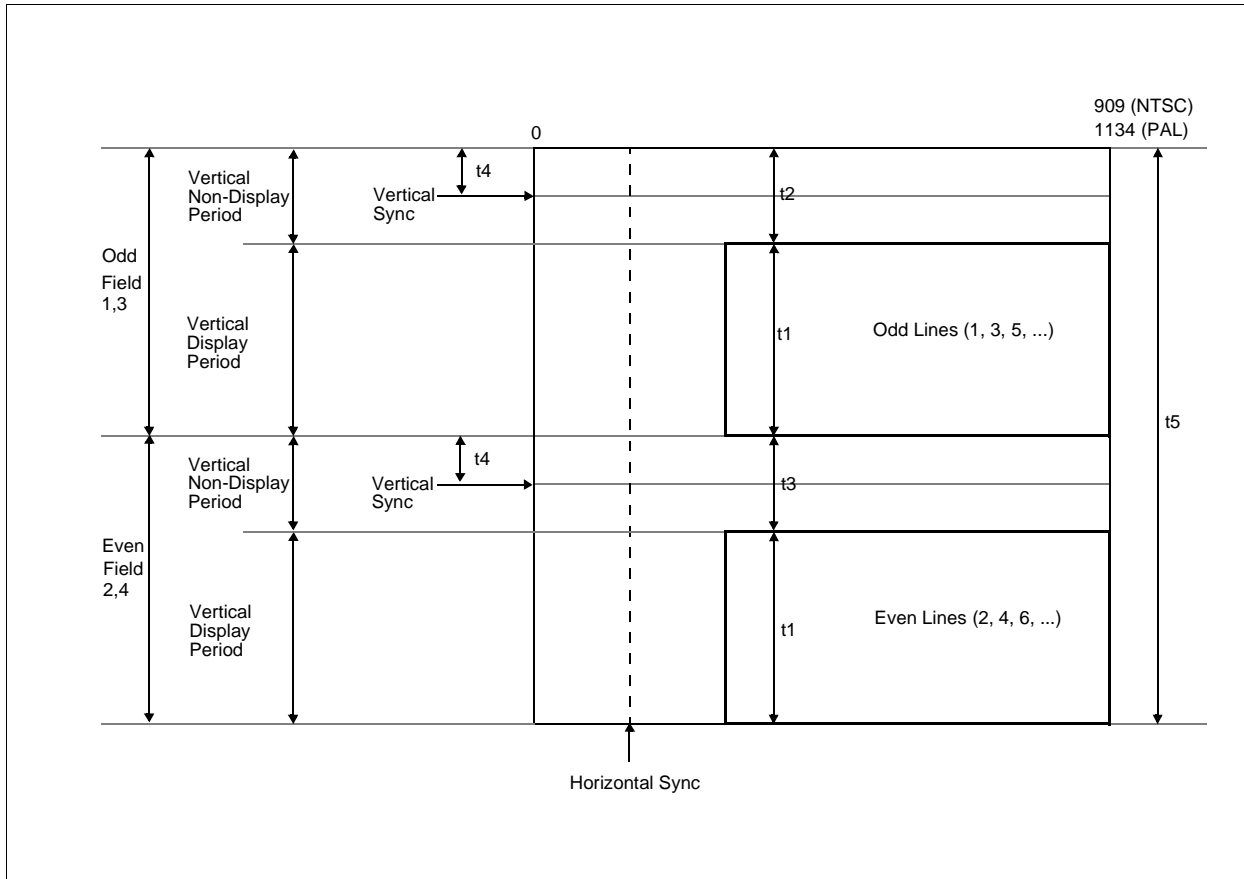 909 (NTSC)
1134 (PAL)
0
Vertical
Non-Display
Period
t4
Vertical
Sync
t2
Odd
Field
1,3
Vertical
Display
Period
t1
Odd Lines (1, 3, 5, ...)
t5
Vertical
Non-Display
Period
t4
Vertical
Sync
t3
Even
Field
2,4
Vertical
Display
Period
t1
Even Lines (2, 4, 6, ...)
Horizontal Sync